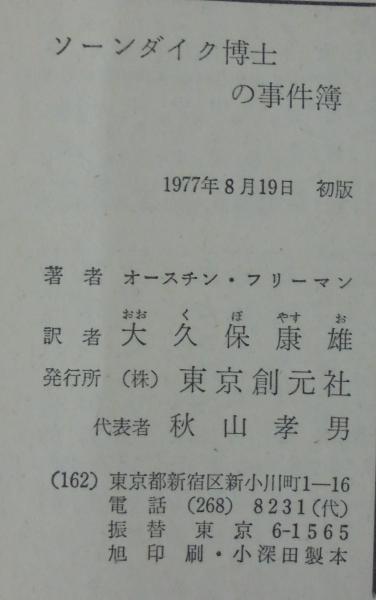 ソーンダイク博士
の事件簿
1977年8月19日 初版
著者 オースチン・フリーマン
おお く ぼ やす お
訳者 大久保康雄
発行所 (株) 東京創元社
代表者 秋山孝男
(162) 東京都新宿区新小川町1―16
電話 (268) 8231(代)
振替 東京 6-1565
旭印刷・小深田製本